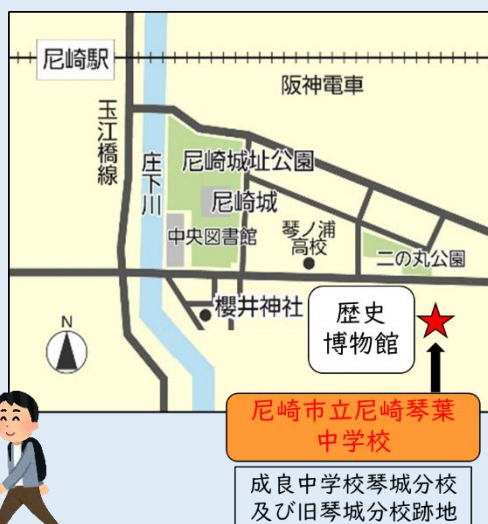 尼崎駅
阪神電車
玉江橋線
庄下川
尼崎城址公園
尼崎城
中央図書館
琴ノ浦
高校
二の丸公園
櫻井神社
歴史
博物館
N
尼崎市立尼崎琴葉
中学校
成良中学校琴城分校
及び旧琴城分校跡地